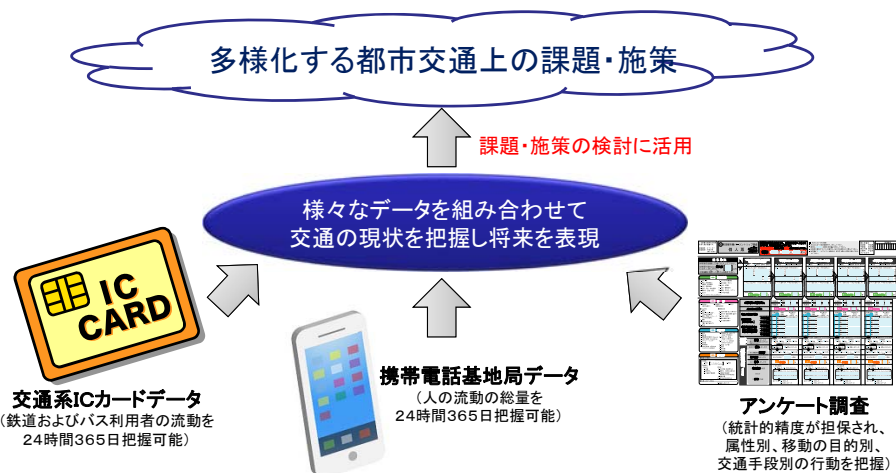 多様化する都市交通上の課題・施策
課題・施策の検討に活用
様々なデータを組み合わせて
交通の現状を把握し将来を表現
IC
CARD
交通系ICカードデータ
(鉄道およびバス利用者の流動を
24時間365日把握可能)
携帯電話基地局データ
(人の流動の総量を
24時間365日把握可能)
アンケート調査
(統計的精度が担保され、
属性別、移動の目的別、
交通手段別の行動を把握)